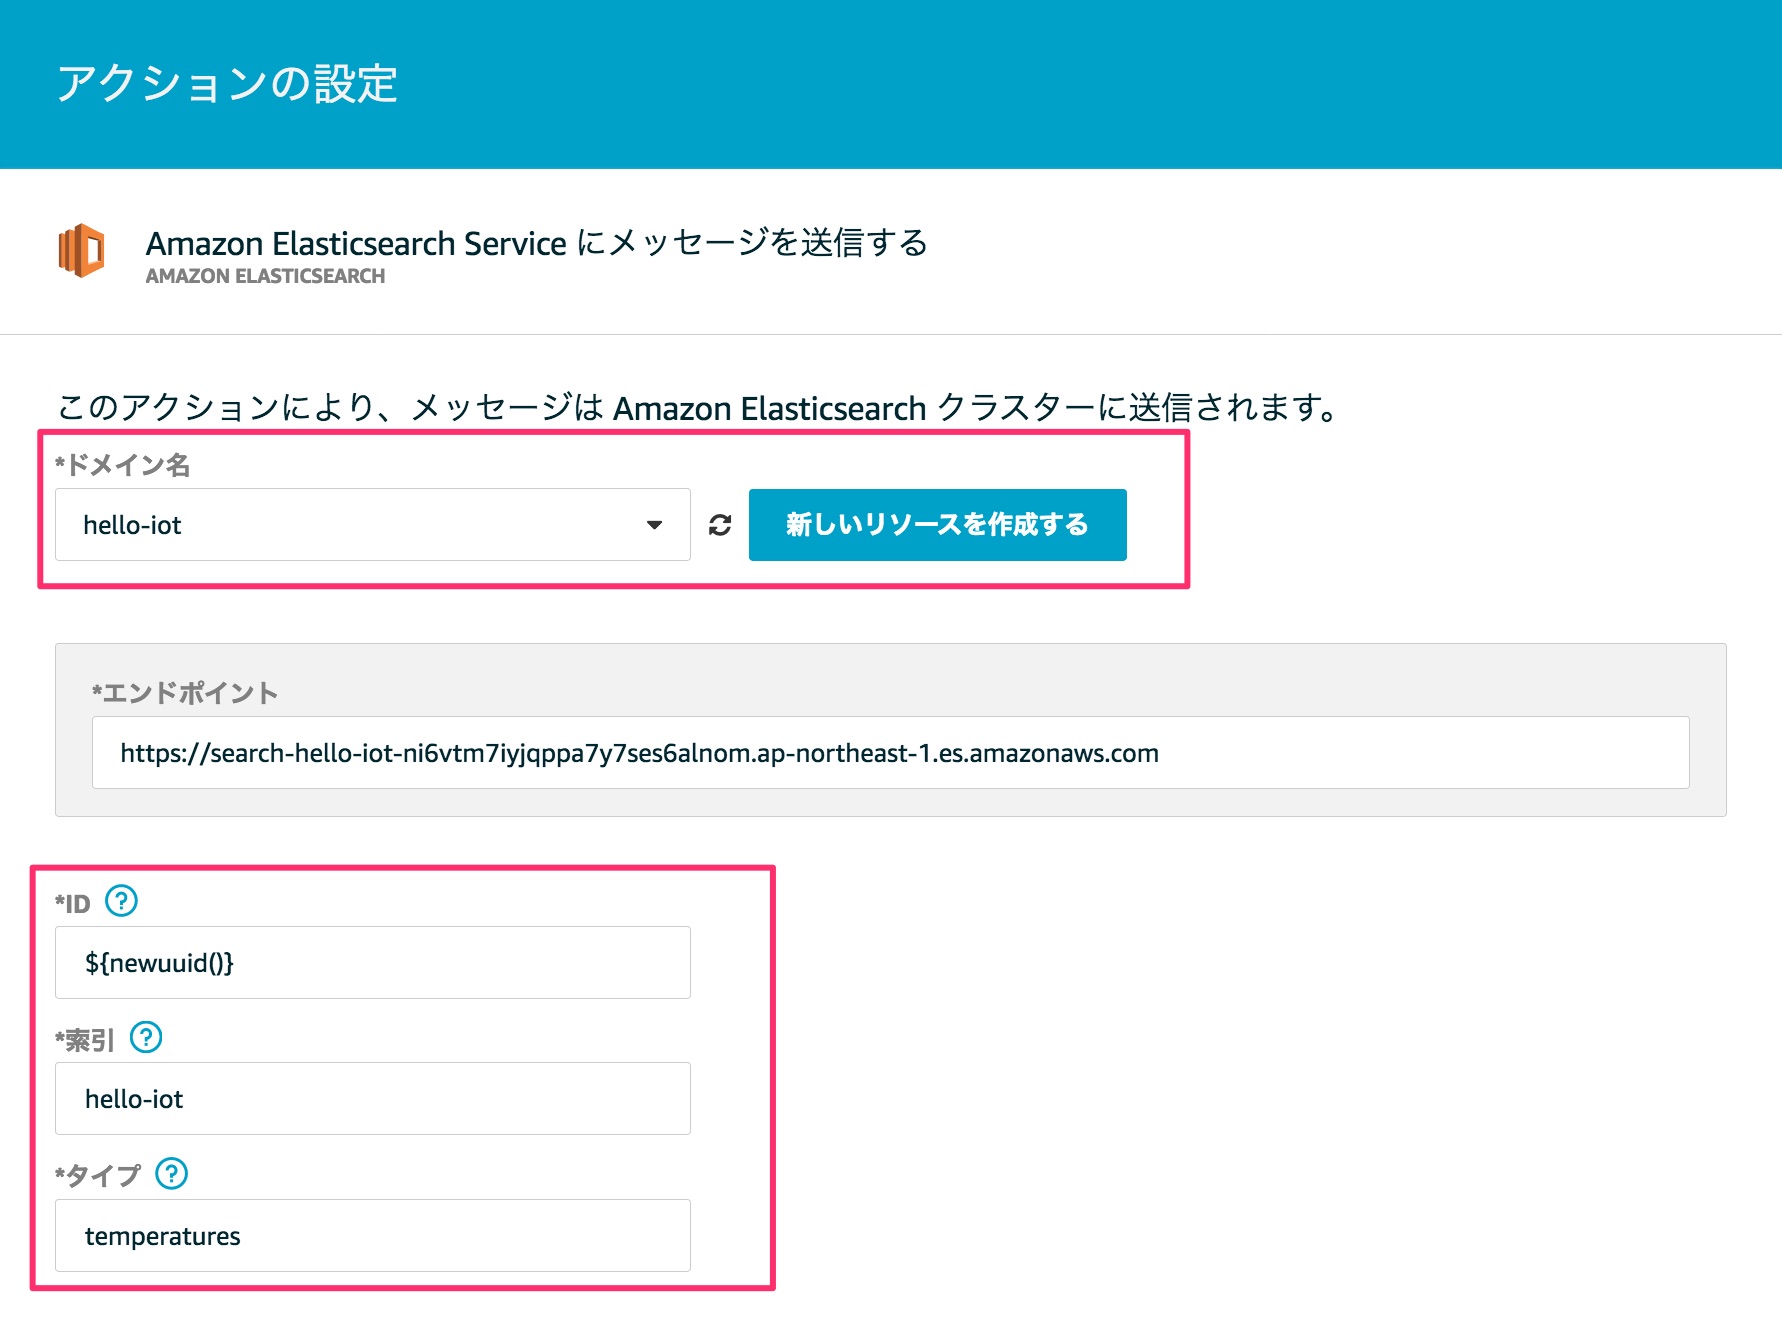 アクションの設定
Amazon Elasticsearch Service にメッセージを送信する
AMAZON ELASTICSEARCH
このアクションにより、メッセージは Amazon Elasticsearch クラスターに送信されます。
*ドメイン名
hello-iot
新しいリソースを作成する
*エンドポイント
https://search-hello-iot-ni6vtm7iyjqppa7y7ses6alnom.ap-northeast-1.es.amazonaws.com
*ID ?
${newuuid()}
*索引 ?
hello-iot
*タイプ ?
temperatures